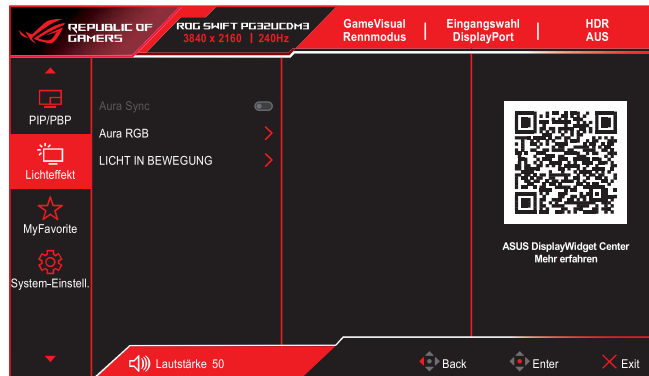 REPUBLIC OF
GAMERS
ROG SWIFT PG32UCDM3
3840 x 2160 | 240Hz
GameVisual
Rennmodus
Eingangswahl
DisplayPort
HDR
AUS
PIP/PBP
Lichteffekt
MyFavorite
System-Einstell.
Aura Sync
Aura RGB
LICHT IN BEWEGUNG
ASUS DisplayWidget Center
Mehr erfahren
Lautstärke 50
Back
Enter
Exit